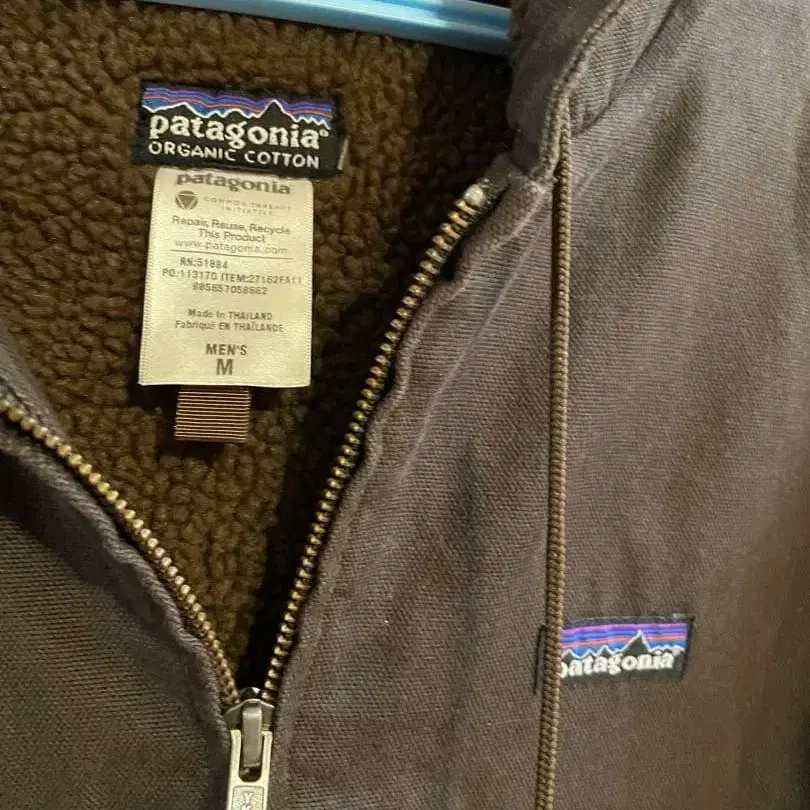 patagonia®
ORGANIC COTTON
patagonia
COMMON THREADS
INITIATIVE
Repair, Reuse, Recycle
This Product
www.patagonia.com
RN:51884
PO:113170 ITEM:27162FA11
885657058662
Made in THAILAND
Fabriqué EN THAÏLANDE
MEN'S
M
patagonia®